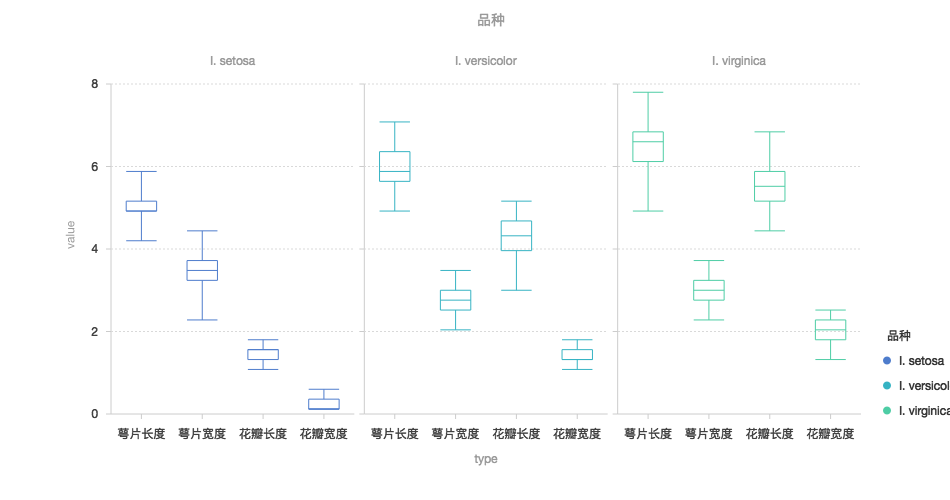 品种
I. setosa I. versicolor I. virginica
8
6
4
2
0
value
萼片长度 萼片宽度 花瓣长度 花瓣宽度 萼片长度 萼片宽度 花瓣长度 花瓣宽度 萼片长度 萼片宽度 花瓣长度 花瓣宽度
type
品种
I. setosa
I. versicol
I. virginica